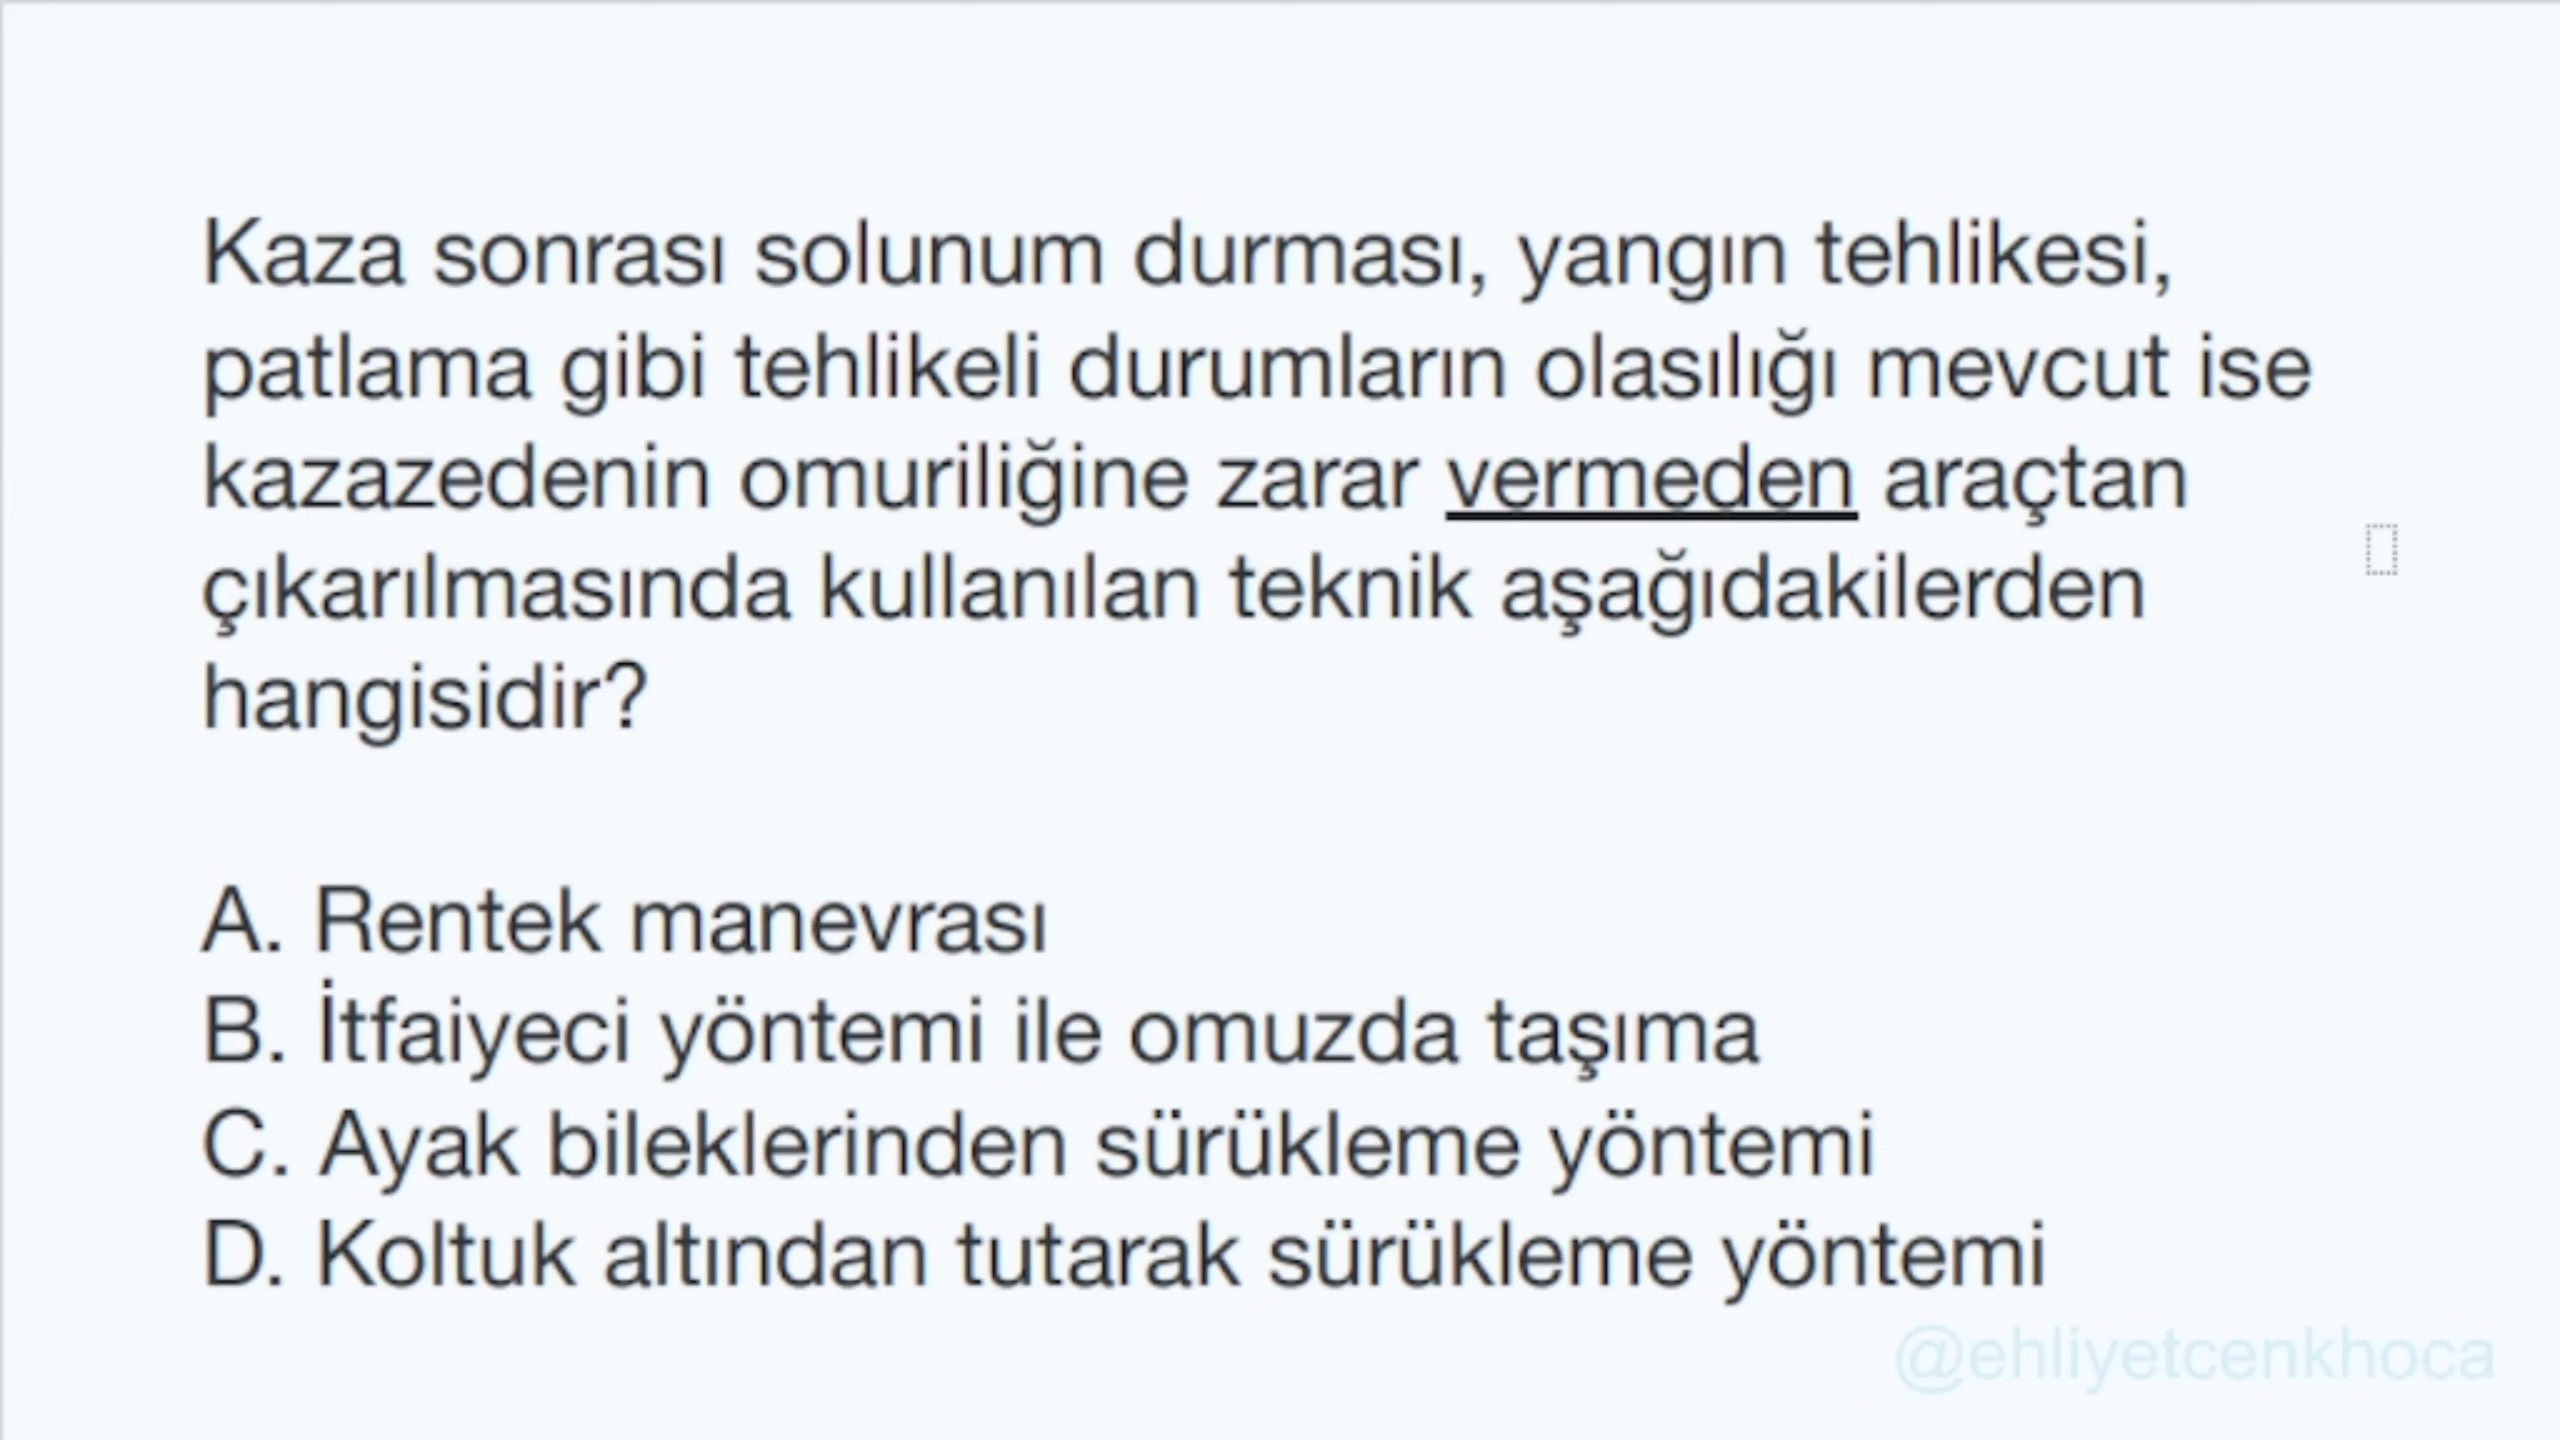 Kaza sonrası solunum durması, yangın tehlikesi,
patlama gibi tehlikeli durumların olasılığı mevcut ise
kazazedenin omuriliğine zarar vermeden araçtan
çıkarılmasında kullanılan teknik aşağıdakilerden
hangisidir?
A. Rentek manevrası
B. İtfaiyeci yöntemi ile omuzda taşıma
C. Ayak bileklerinden sürükleme yöntemi
D. Koltuk altından tutarak sürükleme yöntemi
@ehliyetcenkhoca